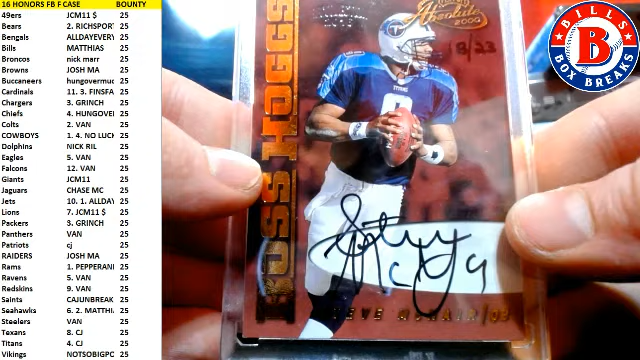 16 HONORS FB F CASE BOUNTY
49ers JCM11 $ 25
Bears 2. RICHSPOR 25
Bengals ALLDAYEVERY 25
Bills MATTHIAS 25
Broncos nick marr 25
Browns JOSH MA 25
Buccaneers hungovermuc 25
Cardinals 11. 3. FINSFA 25
Chargers 3. GRINCH 25
Chiefs 4. HUNGOVE 25
Colts 2. VAN 25
COWBOYS 1. 4. NO LUCK 25
Dolphins NICK RIL 25
Eagles 5. VAN 25
Falcons 12. VAN 25
Giants JCM11 25
Jaguars CHASE MC 25
Jets 10. 1. ALLDA 25
Lions 7. JCM11 $ 25
Packers 3. GRINCH 25
Panthers VAN 25
Patriots cj 25
RAIDERS JOSH MA 25
Rams 1. PEPPERANI 25
Ravens 5. VAN 25
Redskins 9. VAN 25
Saints CAJUNBREAK 25
Seahawks 6. 2. MATTHI 25
Steelers VAN 25
Texans 8. CJ 25
Titans 4. CJ 25
Vikings NOTSOBIGPC 25
BOSS HOGGS
Absolute
2000
18/23
TITANS
9
BILLS
B
BOX BREAKS